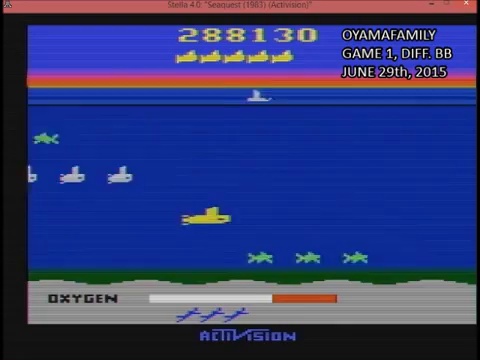 Stella 4.0: "Seaquest (1983) (Activision)"
288130
OYAMAFAMILY
GAME 1, DIFF. BB
JUNE 29th, 2015
OXYGEN
ACTIVISION